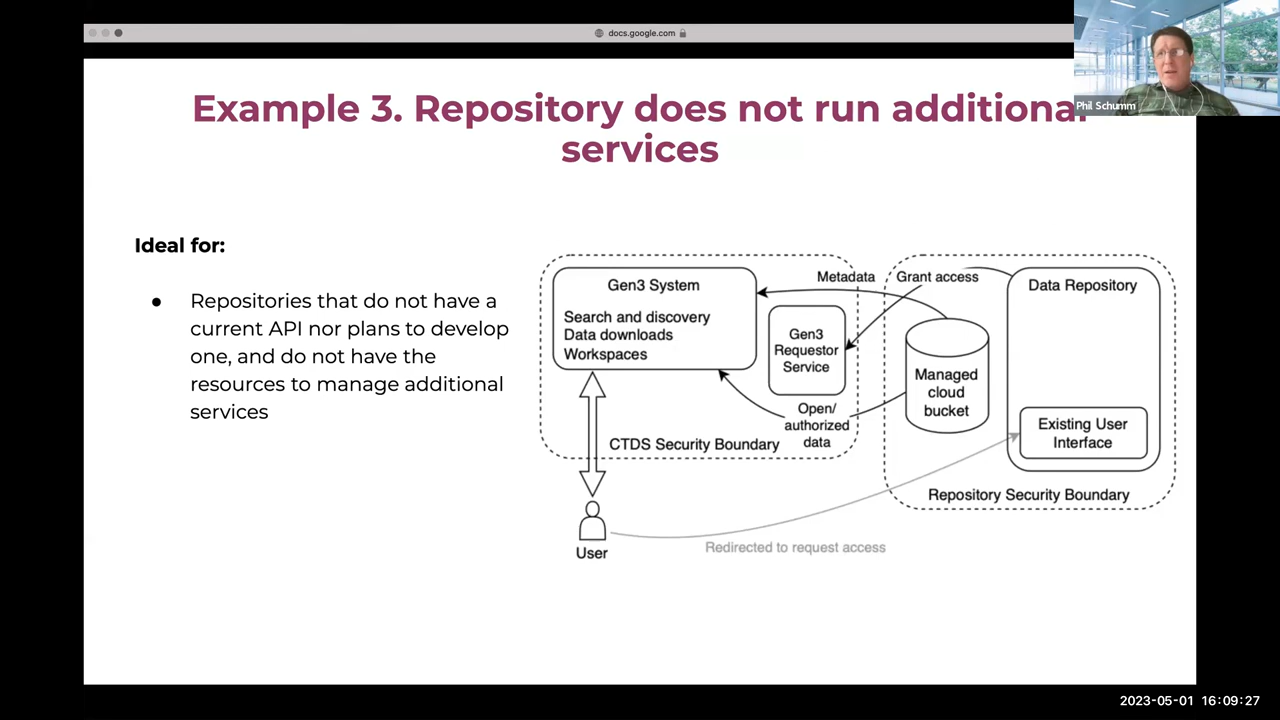 docs.google.com
Phil Schumm
Example 3. Repository does not run additional
services
Ideal for:
● Repositories that do not have a
current API nor plans to develop
one, and do not have the
resources to manage additional
services
Gen3 System
Search and discovery
Data downloads
Workspaces
Metadata
Grant access
Gen3
Requestor
Service
Data Repository
Managed
cloud
bucket
Open/
authorized
data
Existing User
Interface
CTDS Security Boundary
Repository Security Boundary
User
Redirected to request access
2023-05-01 16:09:27